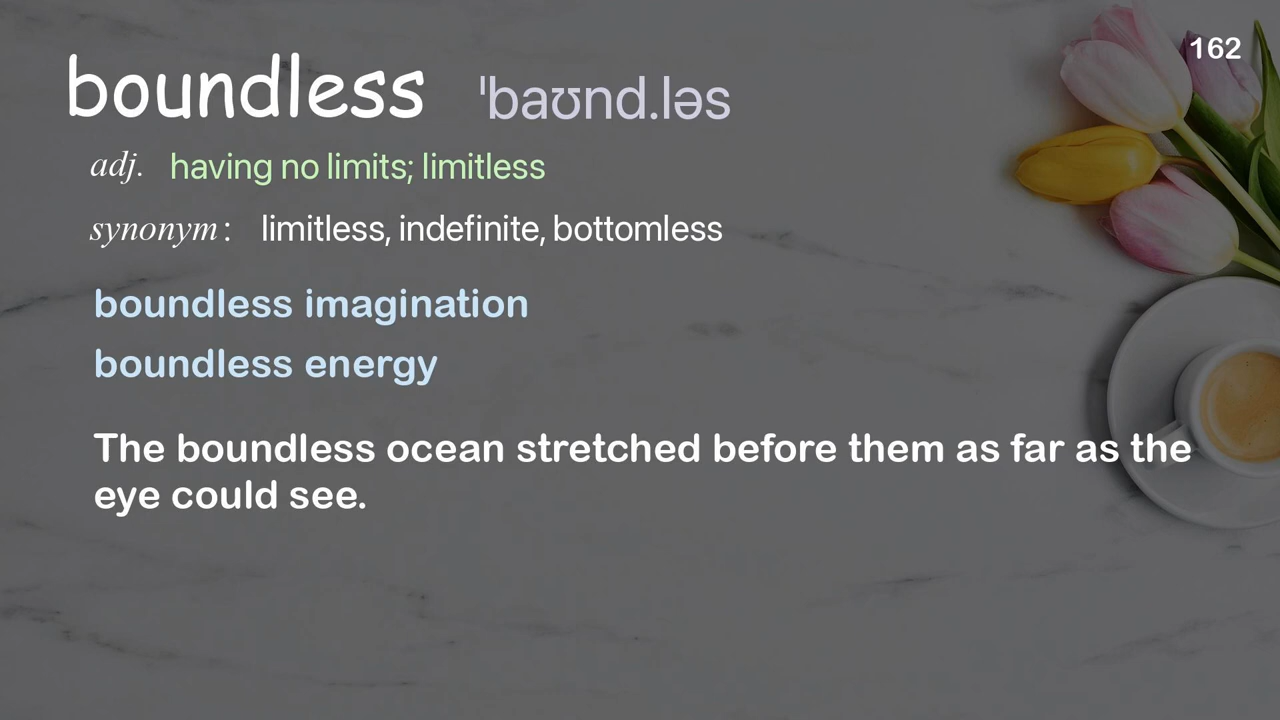 162
boundless ˈbaʊnd.ləs
adj. having no limits; limitless
synonym: limitless, indefinite, bottomless
boundless imagination
boundless energy
The boundless ocean stretched before them as far as the
eye could see.